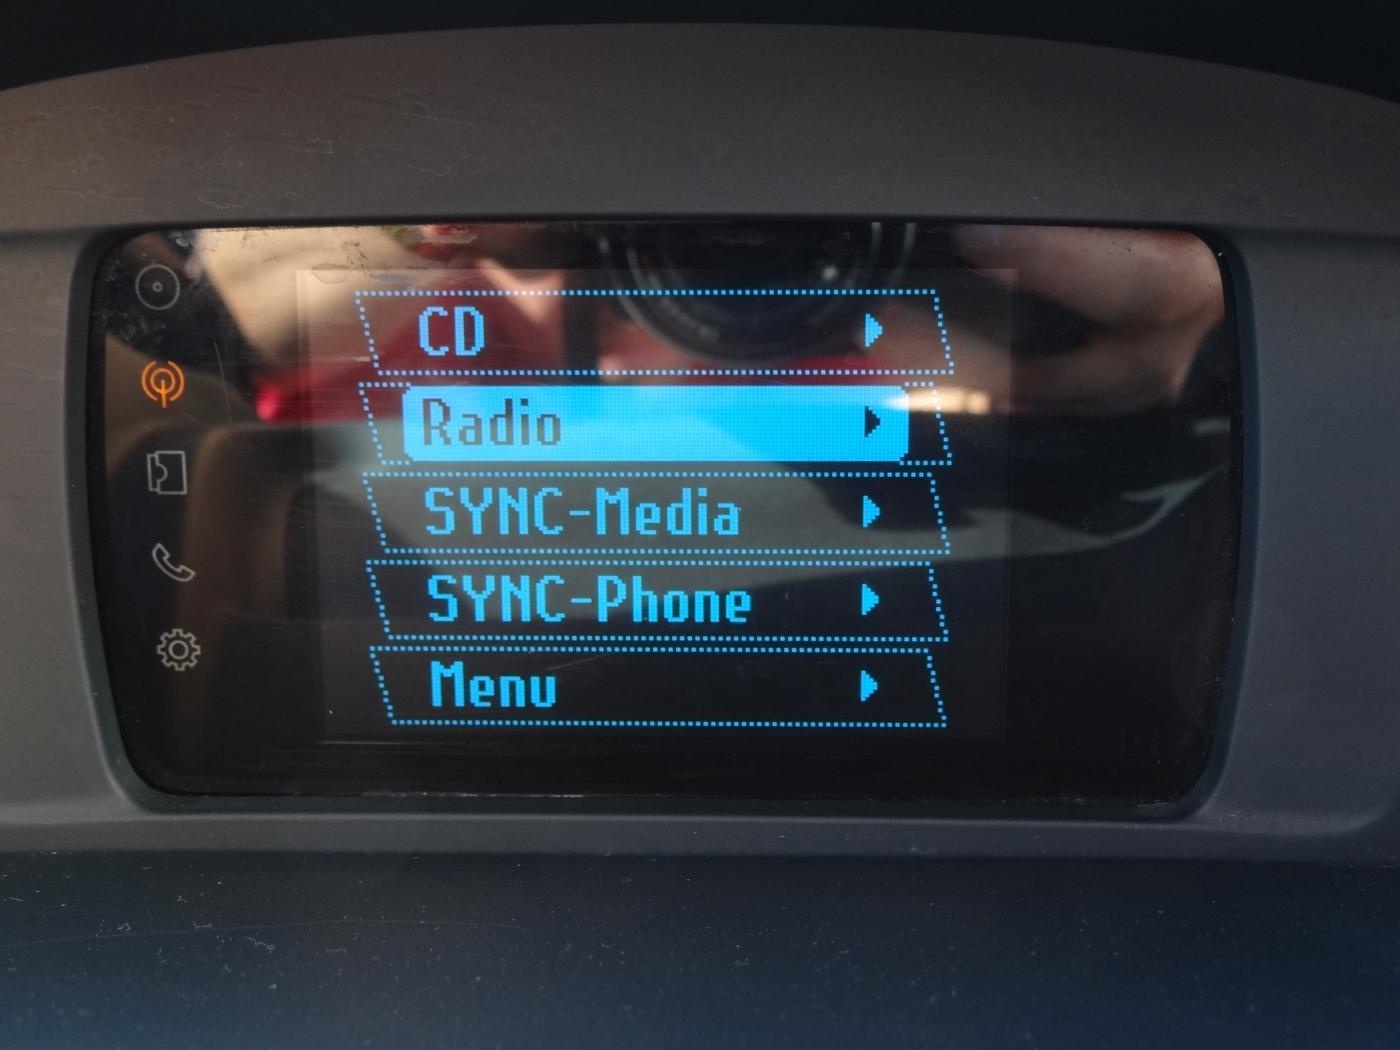 CD
Radio
SYNC-Media
SYNC-Phone
Menu